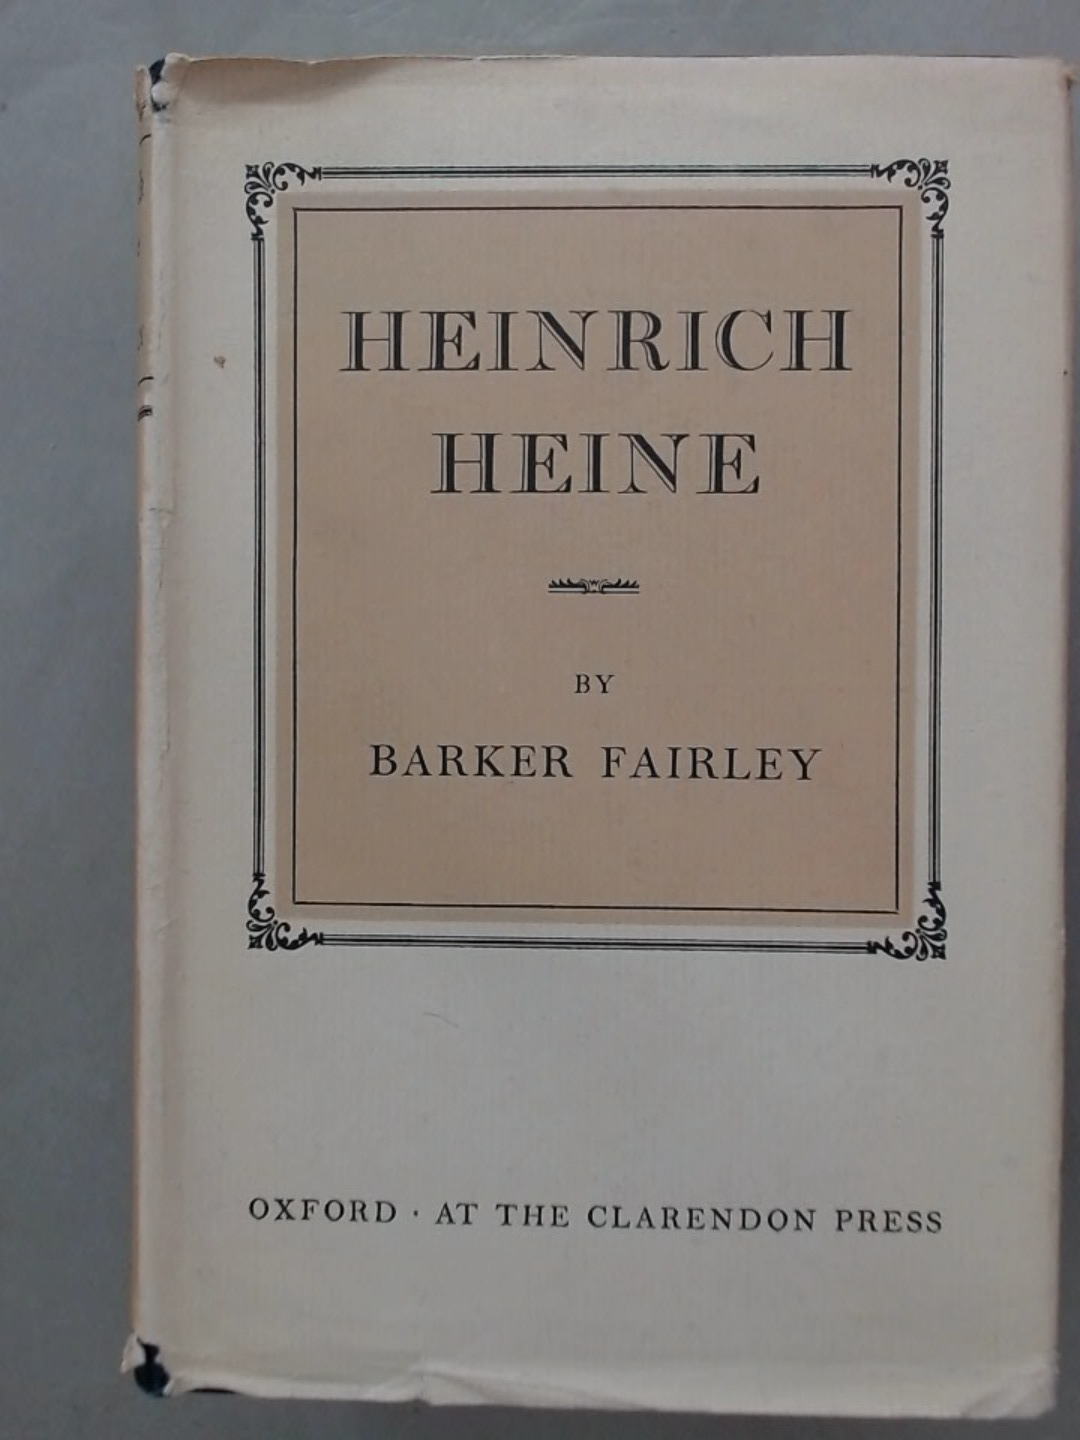 HEINRICH
HEINE
BY
BARKER FAIRLEY
OXFORD · AT THE CLARENDON PRESS